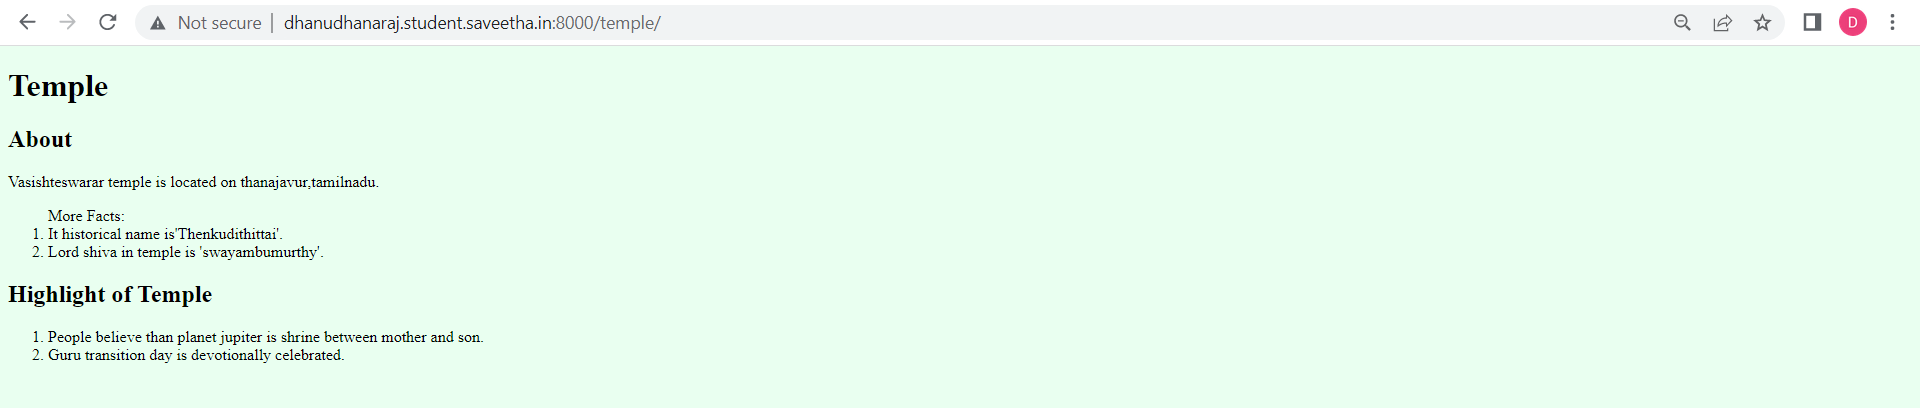 Not secure | dhanudhanaraj.student.saveetha.in:8000/temple/
D
Temple
About
Vasishteswarar temple is located on thanajavur,tamilnadu.
More Facts:
1. It historical name is'Thenkudithittai'.
2. Lord shiva in temple is 'swayambumurthy'.
Highlight of Temple
1. People believe than planet jupiter is shrine between mother and son.
2. Guru transition day is devotionally celebrated.